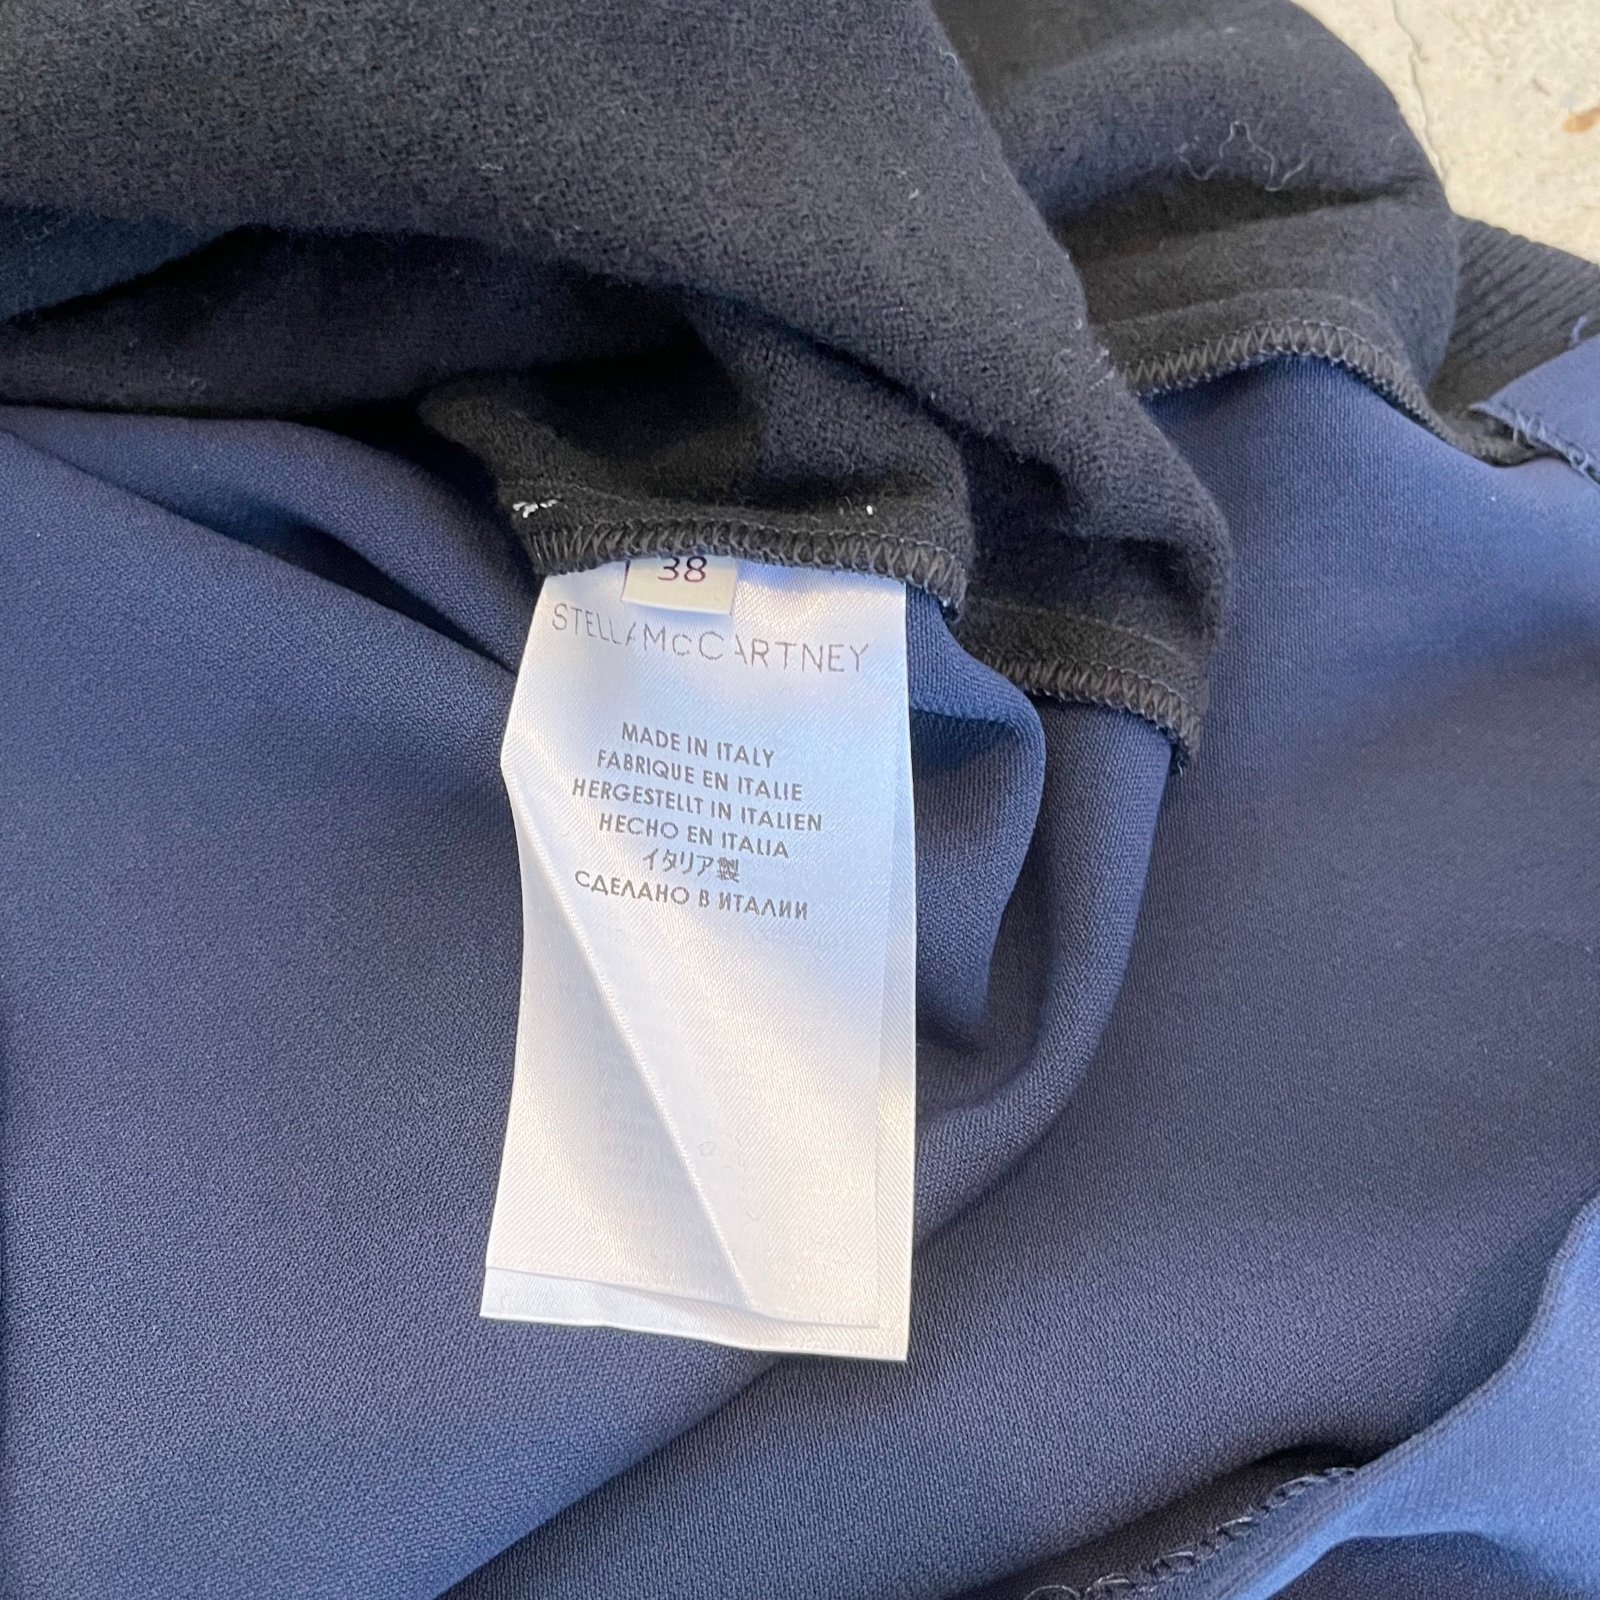 38
STELLAMcCARTNEY
MADE IN ITALY
FABRIQUE EN ITALIE
HERGESTELLT IN ITALIEN
HECHO EN ITALIA
イタリア製
СДЕЛАНО В ИТАЛИИ